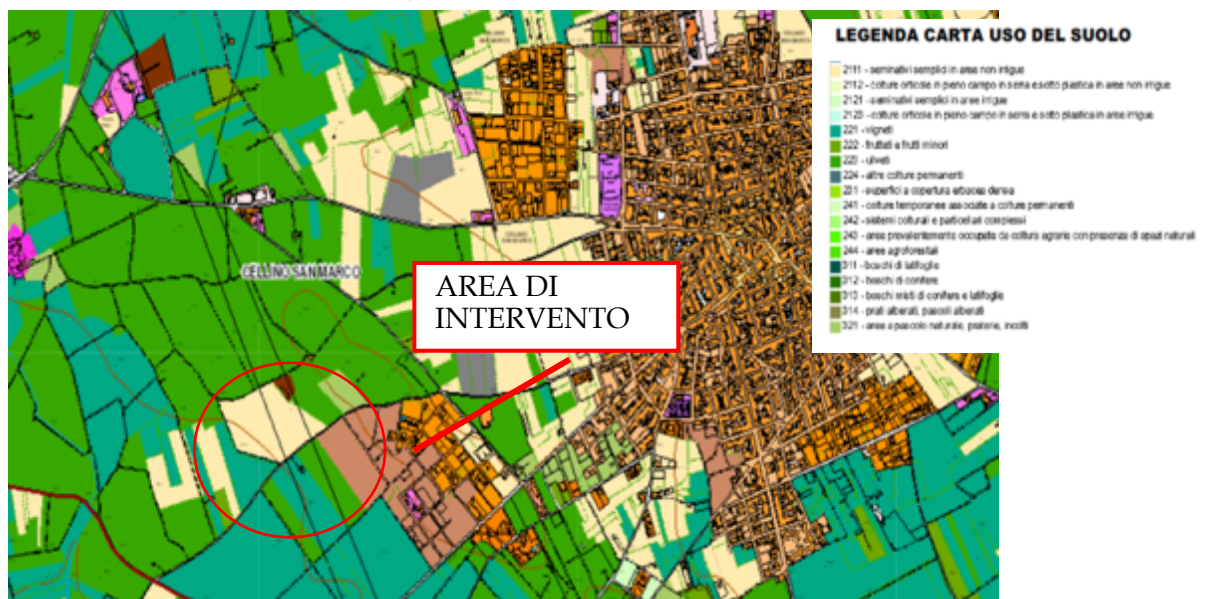 LEGENDA CARTA USO DEL SUOLO
2111 - seminativi semplici in aree non irrigue
2112 - colture orticole in pieno campo in serra e sotto plastica in aree non irrigue
2121 - seminativi semplici in aree irrigue
2123 - colture orticole in pieno campo in serra e sotto plastica in aree irrigue
221 - vigneti
222 - frutteti e frutti minori
223 - uliveti
224 - altre colture permanenti
231 - superfici a copertura erbacea densa
241 - colture temporanee associate a colture permanenti
242 - sistemi colturali e particellari complessi
243 - aree prevalentemente occupate da colture agrarie con presenza di spazi naturali
244 - aree agroforestali
311 - boschi di latifoglie
312 - boschi di conifere
313 - boschi misti di conifere e latifoglie
314 - prati alberati, pascoli alberati
321 - aree a pascolo naturale, praterie, incolti
CELLINO SAN MARCO
AREA DI
INTERVENTO